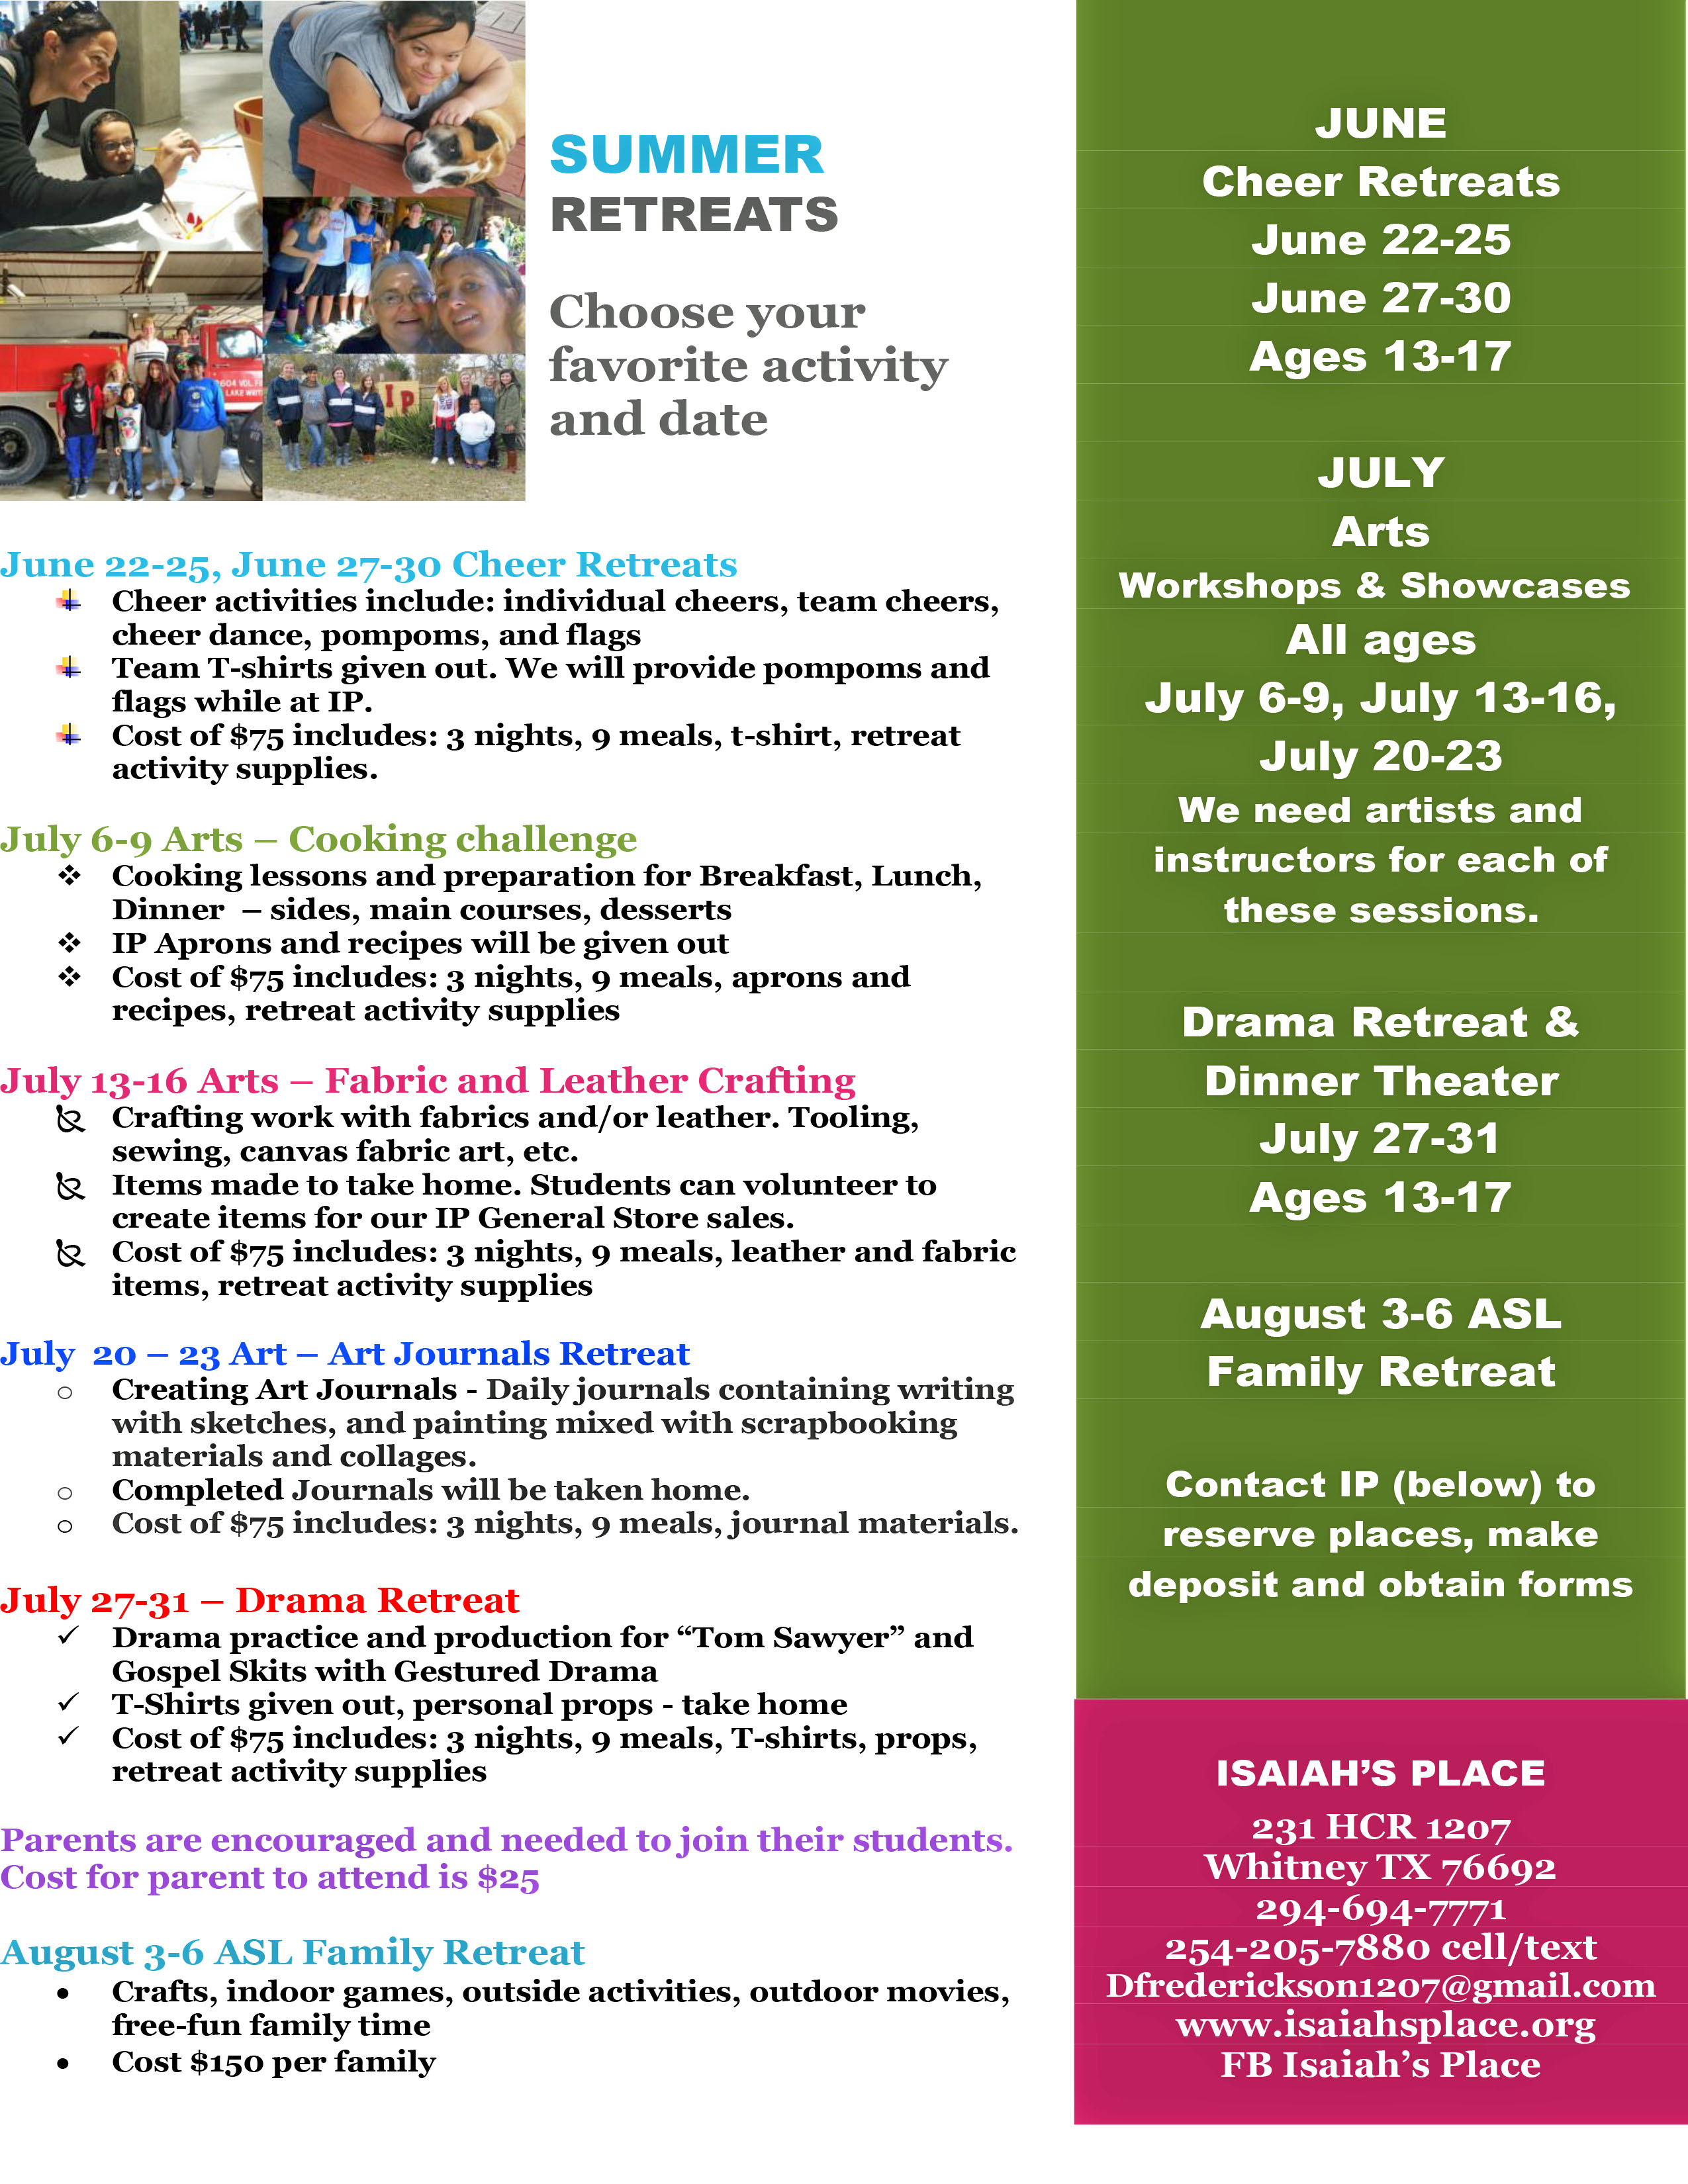 SUMMER
RETREATS
Choose your
favorite activity
and date
June 22-25, June 27-30 Cheer Retreats
Cheer activities include: individual cheers, team cheers,
cheer dance, pompoms, and flags
Team T-shirts given out. We will provide pompoms and
flags while at IP.
Cost of $75 includes: 3 nights, 9 meals, t-shirt, retreat
activity supplies.
July 6-9 Arts – Cooking challenge
Cooking lessons and preparation for Breakfast, Lunch,
Dinner – sides, main courses, desserts
IP Aprons and recipes will be given out
Cost of $75 includes: 3 nights, 9 meals, aprons and
recipes, retreat activity supplies
July 13-16 Arts – Fabric and Leather Crafting
Crafting work with fabrics and/or leather. Tooling,
sewing, canvas fabric art, etc.
Items made to take home. Students can volunteer to
create items for our IP General Store sales.
Cost of $75 includes: 3 nights, 9 meals, leather and fabric
items, retreat activity supplies
July 20 – 23 Art – Art Journals Retreat
Creating Art Journals - Daily journals containing writing
with sketches, and painting mixed with scrapbooking
materials and collages.
Completed Journals will be taken home.
Cost of $75 includes: 3 nights, 9 meals, journal materials.
July 27-31 – Drama Retreat
Drama practice and production for “Tom Sawyer” and
Gospel Skits with Gestured Drama
T-Shirts given out, personal props - take home
Cost of $75 includes: 3 nights, 9 meals, T-shirts, props,
retreat activity supplies
Parents are encouraged and needed to join their students.
Cost for parent to attend is $25
August 3-6 ASL Family Retreat
Crafts, indoor games, outside activities, outdoor movies,
free-fun family time
Cost $150 per family
JUNE
Cheer Retreats
June 22-25
June 27-30
Ages 13-17
JULY
Arts
Workshops & Showcases
All ages
July 6-9, July 13-16,
July 20-23
We need artists and
instructors for each of
these sessions.
Drama Retreat &
Dinner Theater
July 27-31
Ages 13-17
August 3-6 ASL
Family Retreat
Contact IP (below) to
reserve places, make
deposit and obtain forms
ISAIAH’S PLACE
231 HCR 1207
Whitney TX 76692
294-694-7771
254-205-7880 cell/text
Dfrederickson1207@gmail.com
www.isaiahsplace.org
FB Isaiah’s Place
IP